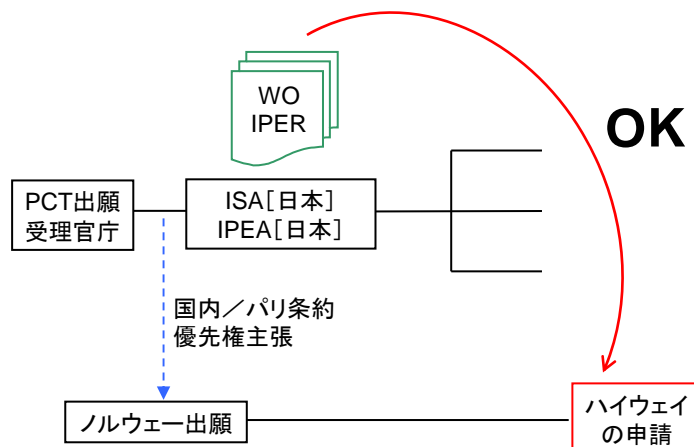 WO
IPER
OK
PCT出願
受理官庁
ISA[日本]
IPEA[日本]
国内／パリ条約
優先権主張
ノルウェー出願
ハイウェイ
の申請